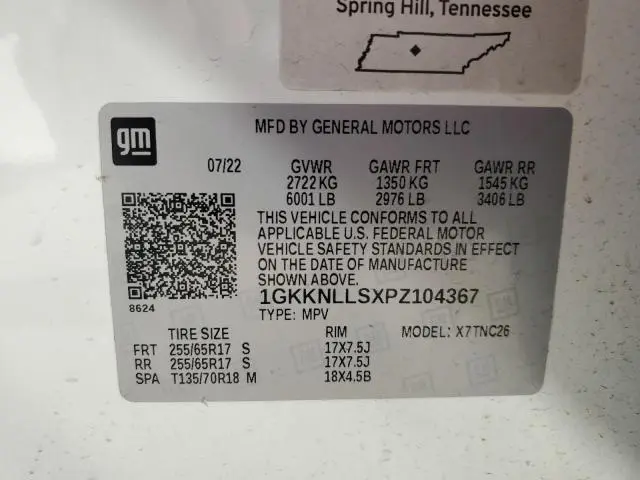 Spring Hill, Tennessee
gm
MFD BY GENERAL MOTORS LLC
07/22 GVWR GAWR FRT GAWR RR
2722 KG 1350 KG 1545 KG
6001 LB 2976 LB 3406 LB
THIS VEHICLE CONFORMS TO ALL
APPLICABLE U.S. FEDERAL MOTOR
VEHICLE SAFETY STANDARDS IN EFFECT
ON THE DATE OF MANUFACTURE
SHOWN ABOVE.
8624
1GKKNLLSXPZ104367
TYPE: MPV
TIRE SIZE RIM MODEL: X7TNC26
FRT 255/65R17 S 17X7.5J
RR 255/65R17 S 17X7.5J
SPA T135/70R18 M 18X4.5B